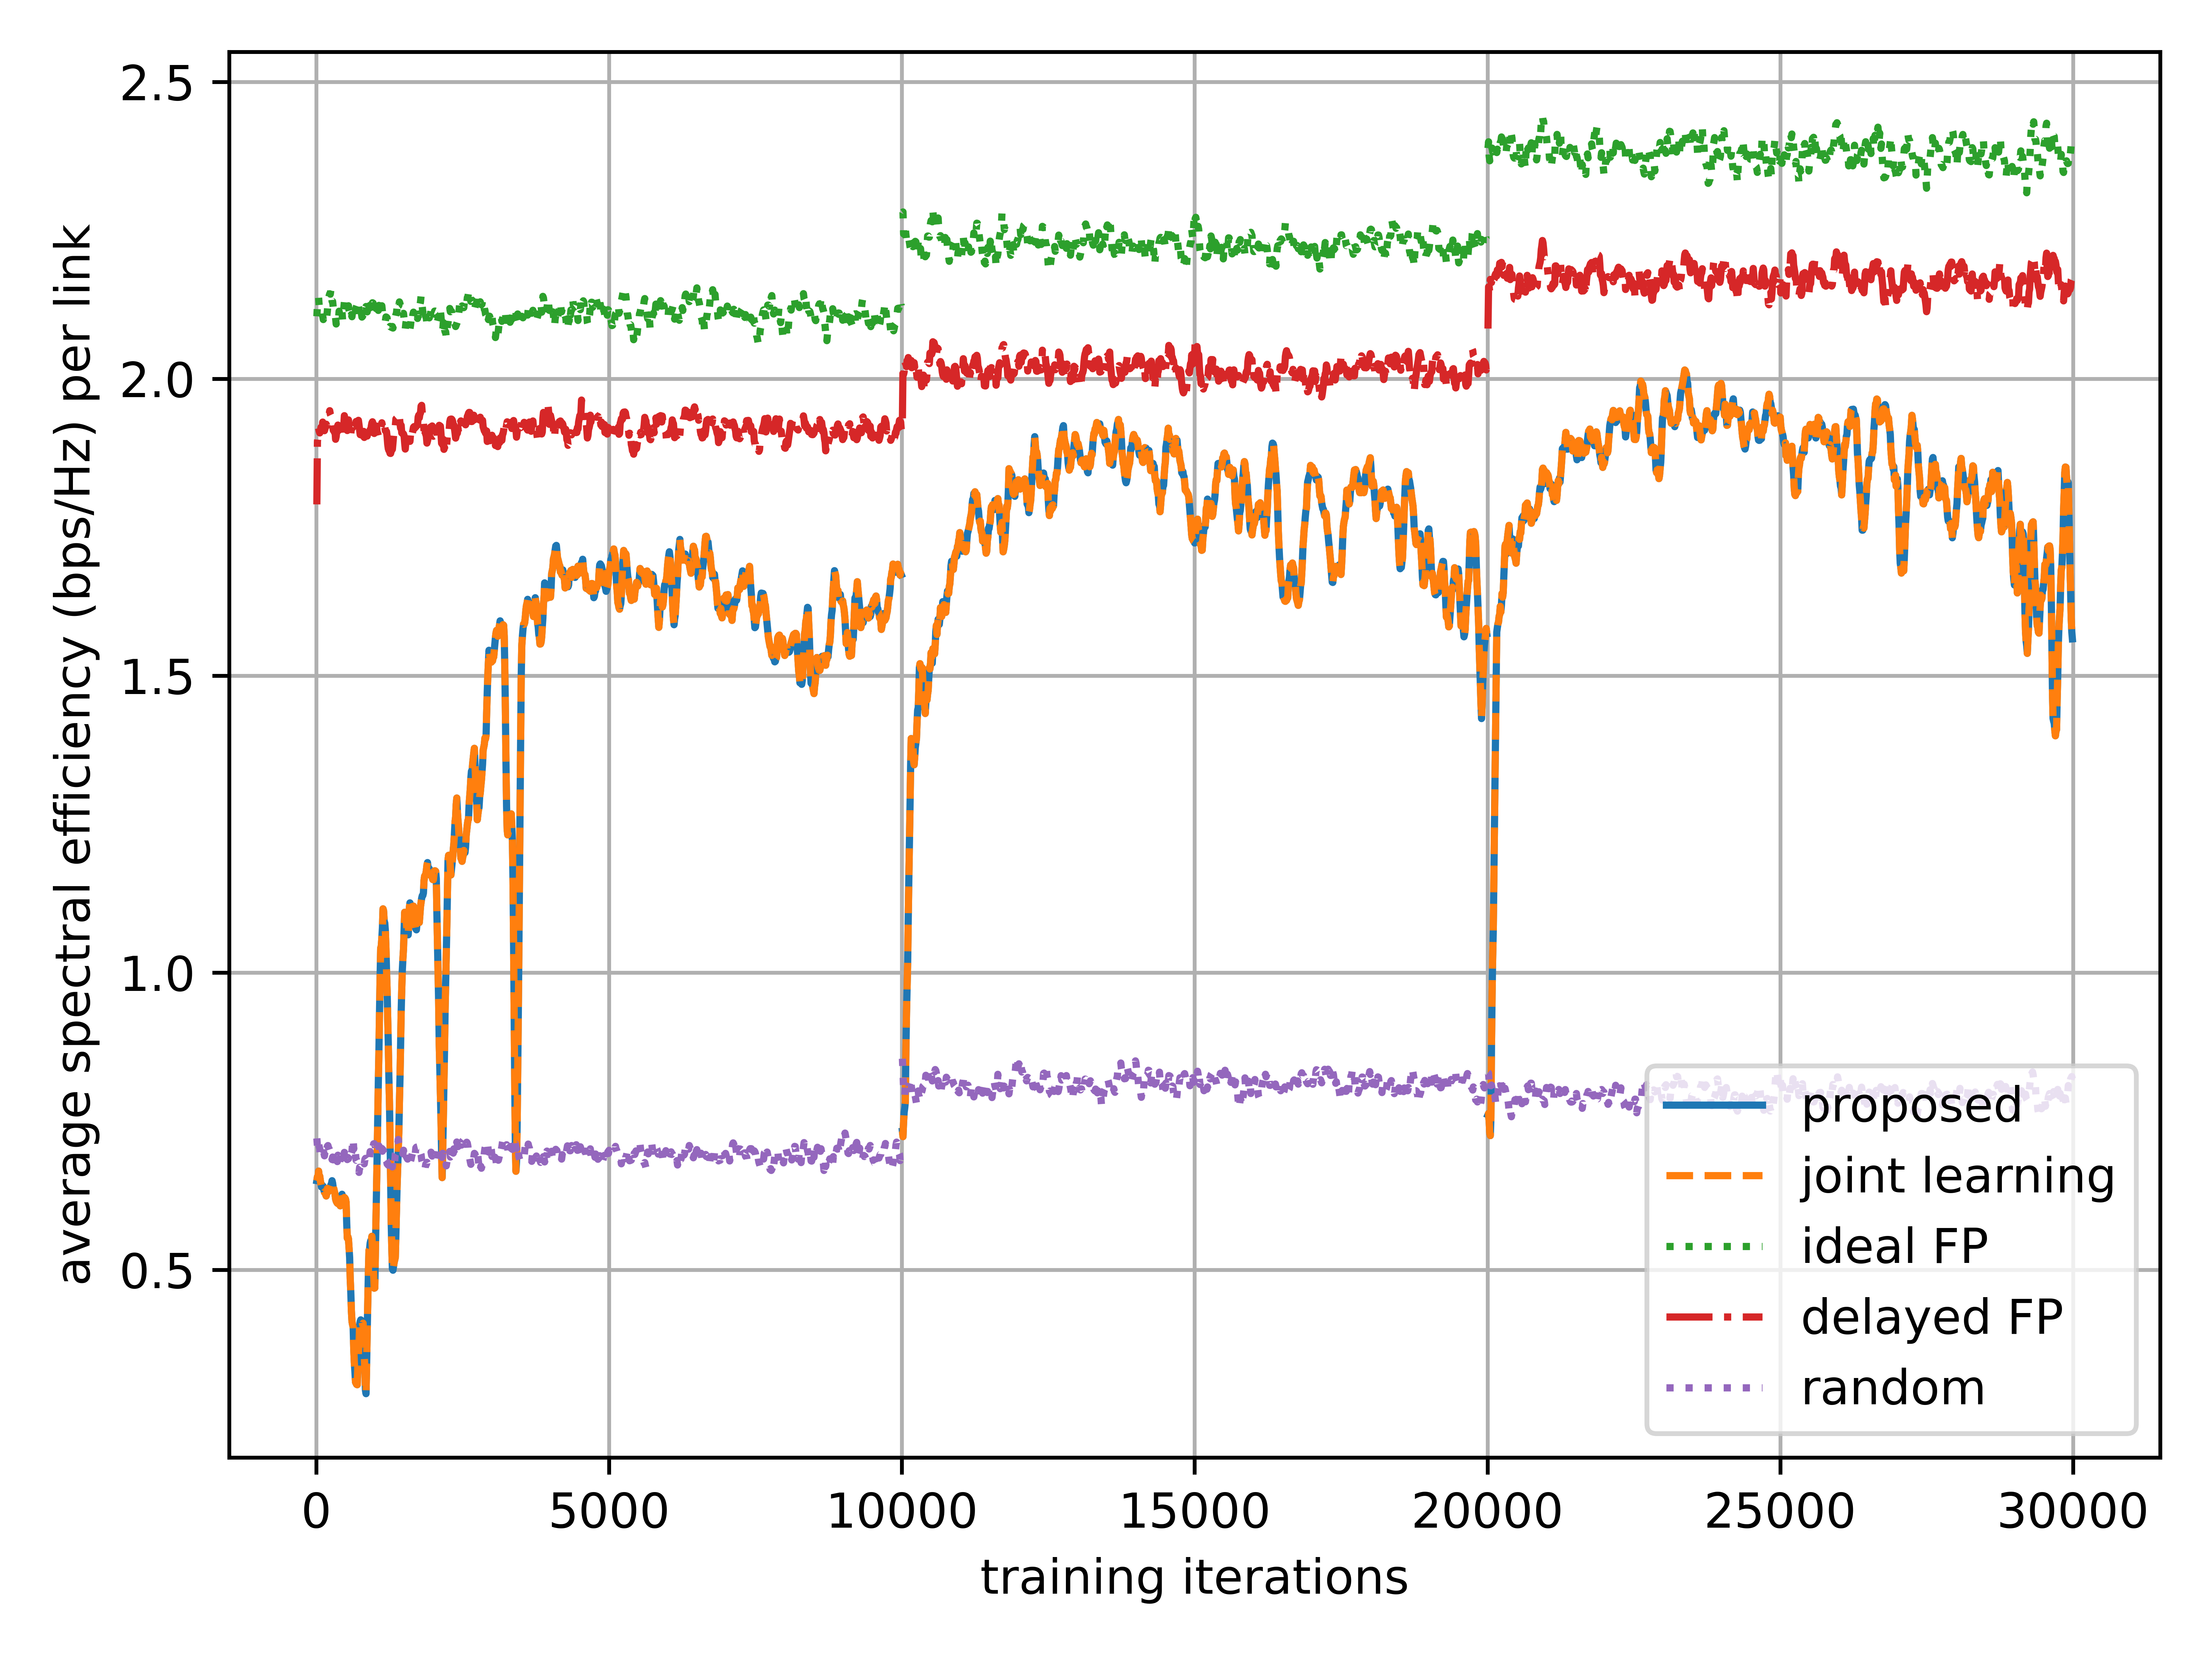 average spectral efficiency (bps/Hz) per link
2.5
2.0
1.5
1.0
0.5
0
5000
10000
15000
20000
25000
30000
training iterations
proposed
joint learning
ideal FP
delayed FP
random